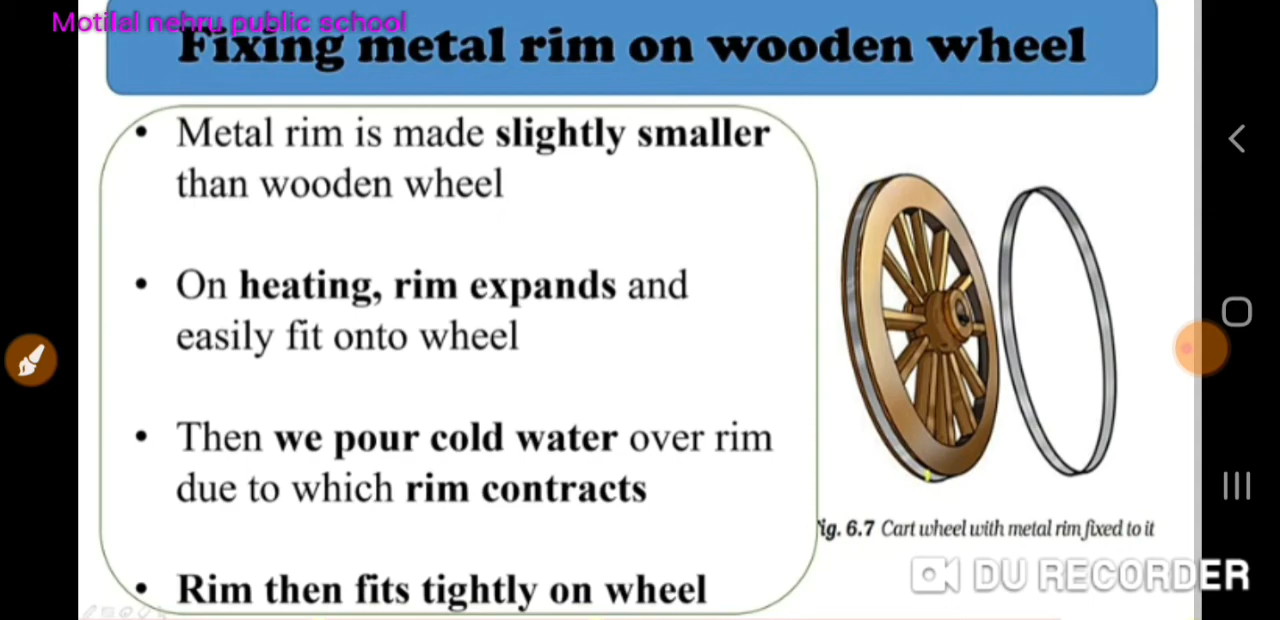 Motilal nehru public school
Fixing metal rim on wooden wheel
• Metal rim is made slightly smaller
than wooden wheel
• On heating, rim expands and
easily fit onto wheel
• Then we pour cold water over rim
due to which rim contracts
• Rim then fits tightly on wheel
ig. 6.7 Cart wheel with metal rim fixed to it
DU RECORDER